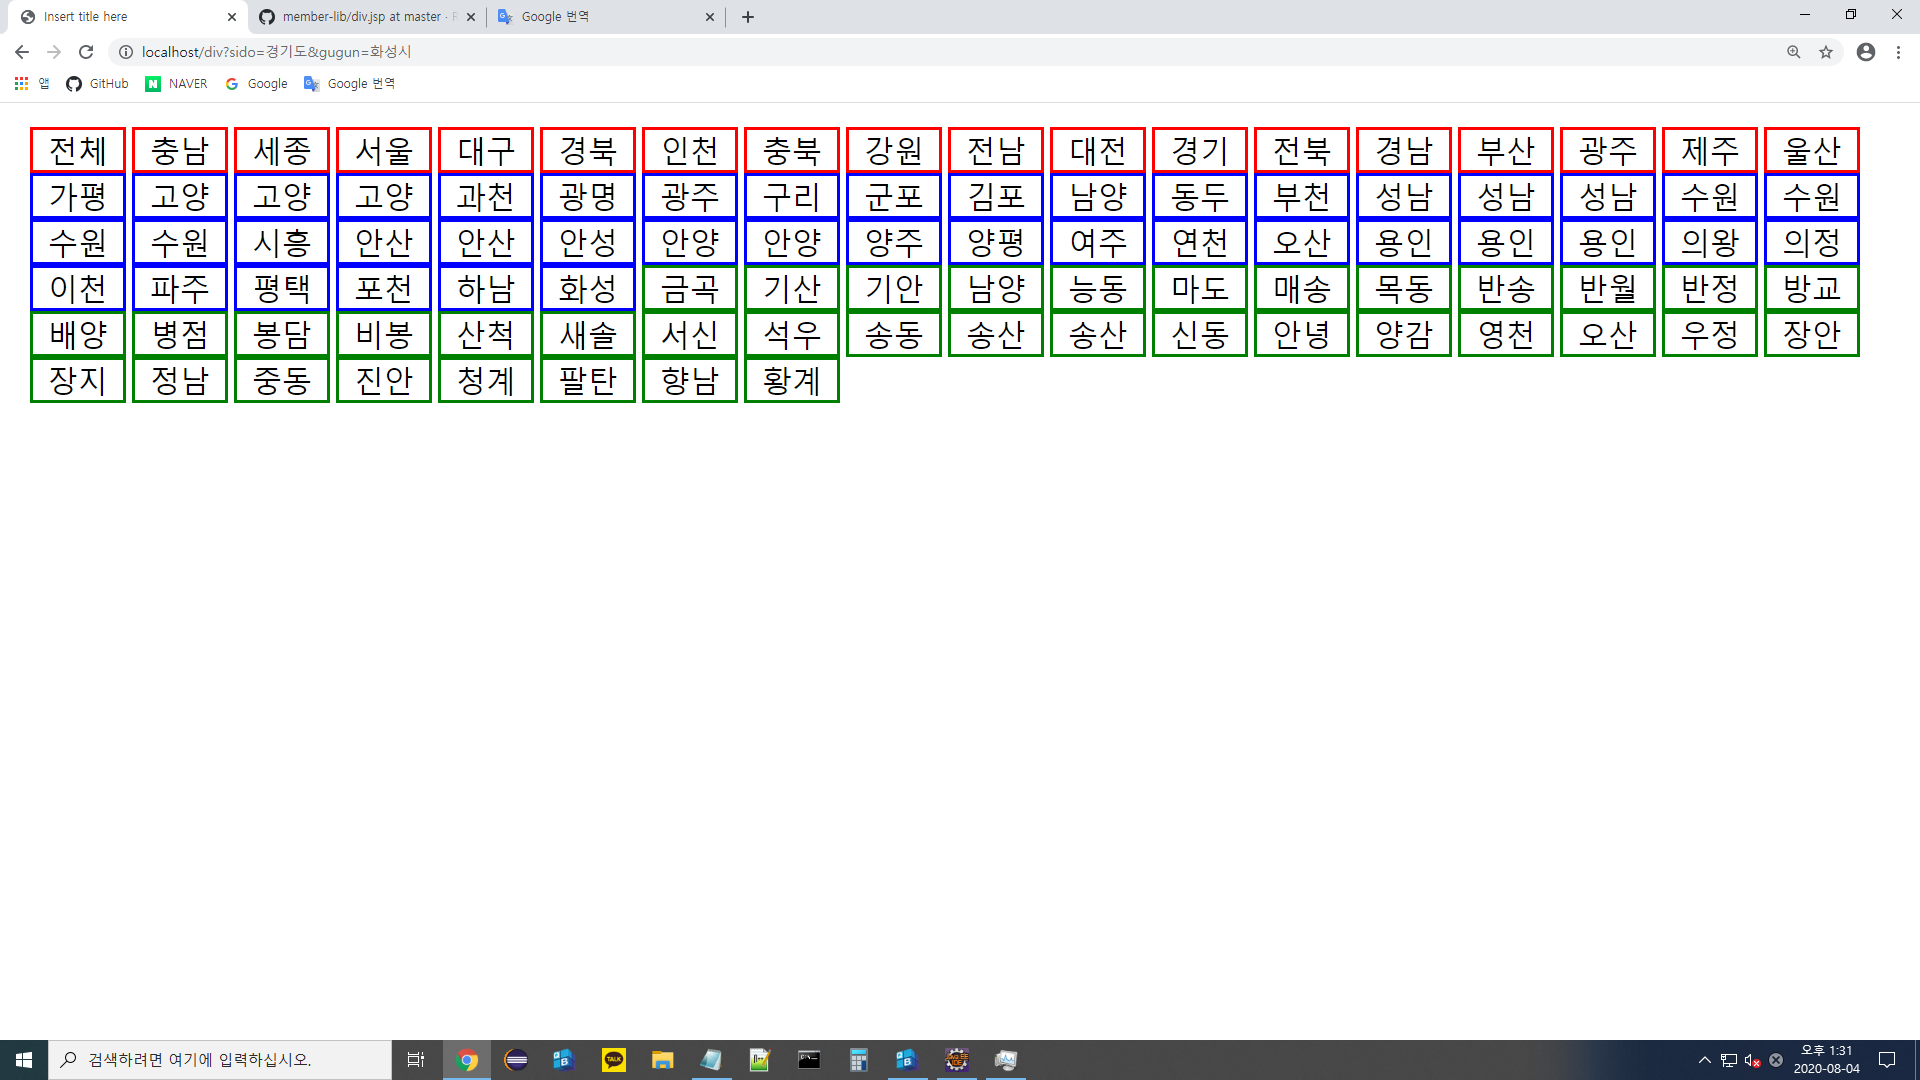 Insert title here
member-lib/div.jsp at master ·
Google 번역
localhost/div?sido=경기도&gugun=화성시
앱 GitHub NAVER Google Google 번역
전체 충남 세종 서울 대구 경북 인천 충북 강원 전남 대전 경기 전북 경남 부산 광주 제주 울산
가평 고양 고양 고양 과천 광명 광주 구리 군포 김포 남양 동두 부천 성남 성남 성남 수원 수원
수원 수원 시흥 안산 안산 안성 안양 안양 양주 양평 여주 연천 오산 용인 용인 용인 의왕 의정
이천 파주 평택 포천 하남 화성 금곡 기산 기안 남양 능동 마도 매송 목동 반송 반월 반정 방교
배양 병점 봉담 비봉 산척 새솔 서신 석우 송동 송산 송산 신동 안녕 양감 영천 오산 우정 장안
장지 정남 중동 진안 청계 팔탄 향남 황계
검색하려면 여기에 입력하십시오.
TALK
오후 1:31
2020-08-04